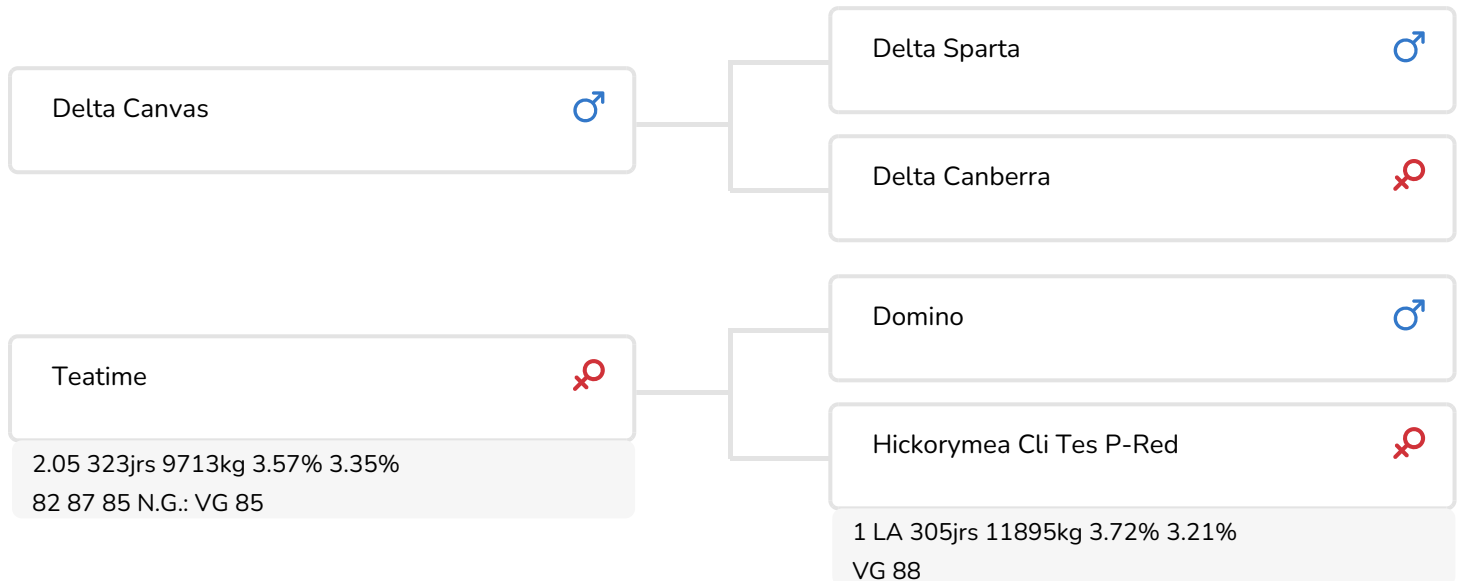 Delta Canvas
Teatime
2.05 323jrs 9713kg 3.57% 3.35%
82 87 85 N.G.: VG 85
Delta Sparta
Delta Canberra
Domino
Hickorymea Cli Tes P-Red
1 LA 305jrs 11895kg 3.72% 3.21%
VG 88